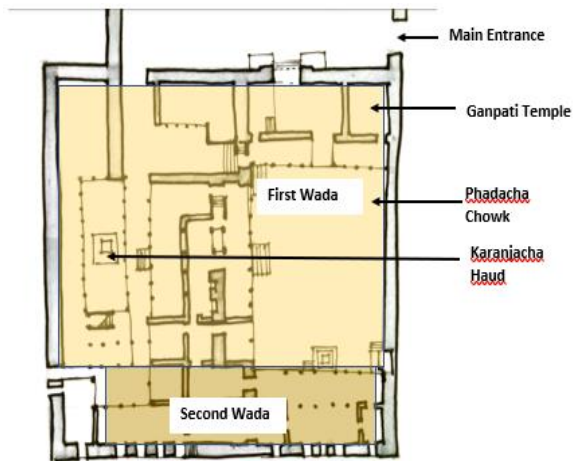 Main Entrance
Ganpati Temple
First Wada
Phadacha
Chowk
Karanjacha
Haud
Second Wada